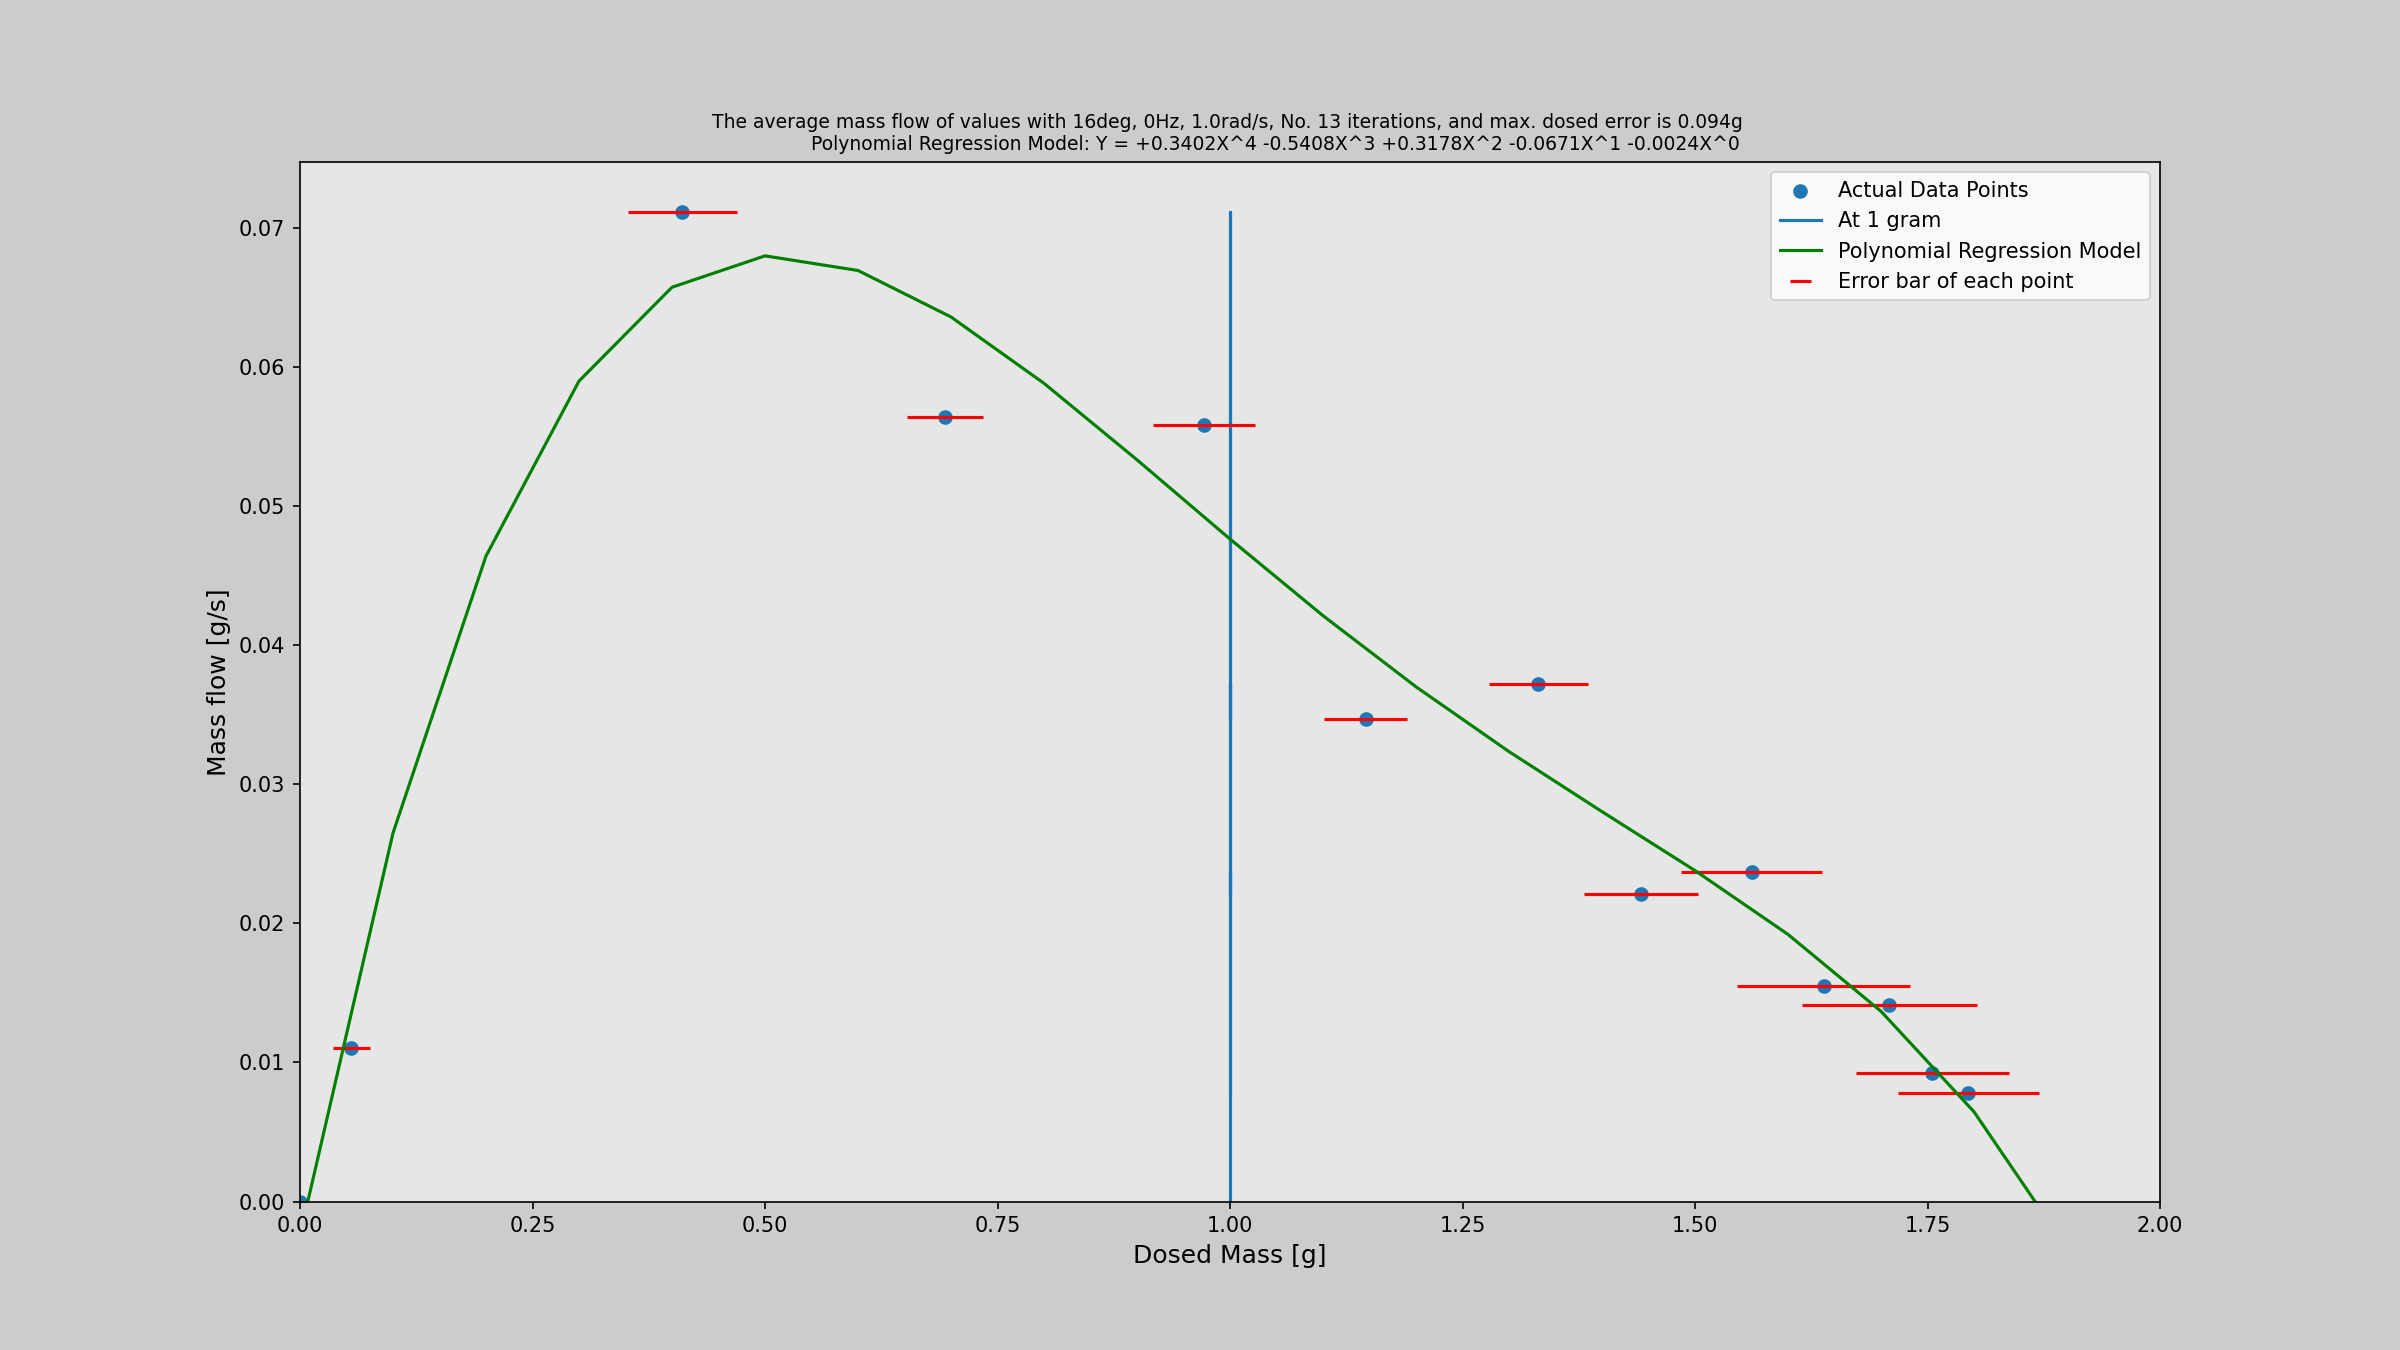 The average mass flow of values with 16deg, 0Hz, 1.0rad/s, No. 13 iterations, and max. dosed error is 0.094g
Polynomial Regression Model: Y = +0.3402X^4 -0.5408X^3 +0.3178X^2 -0.0671X^1 -0.0024X^0
Actual Data Points
At 1 gram
Polynomial Regression Model
Error bar of each point
0.07
0.06
0.05
0.04
0.03
0.02
0.01
0.00
Mass flow [g/s]
0.00 0.25 0.50 0.75 1.00 1.25 1.50 1.75 2.00
Dosed Mass [g]